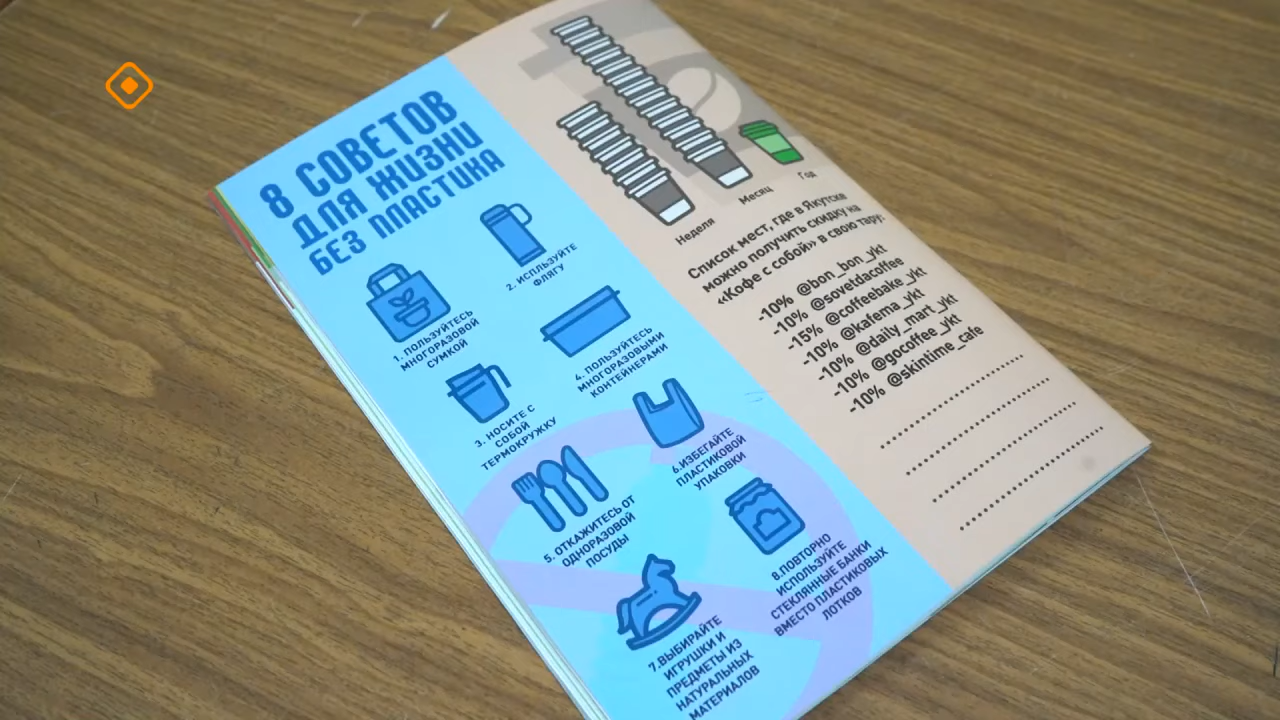 8 СОВЕТОВ
ДЛЯ ЖИЗНИ
БЕЗ ПЛАСТИКА
1. ПОЛЬЗУЙТЕСЬ
МНОГОРАЗОВОЙ
СУМКОЙ
2. ИСПЛЬЗУЙТЕ
ФЛЯГУ
3. НОСИТЕ С
СОБОЙ
ТЕРМОКРУЖКУ
4. ПОЛЬЗУЙТЕСЬ
МНОГОРАЗОВЫМИ
КОНТЕЙНЕРАМИ
5. ОТКАЖИТЕСЬ ОТ
ОДНОРАЗОВОЙ
ПОСУДЫ
6.ИЗБЕГАЙТЕ
ПЛАСТИКОВОЙ
УПАКОВКИ
7.ВЫБИРАЙТЕ
ИГРУШКИ И
ПРЕДМЕТЫ ИЗ
НАТУРАЛЬНЫХ
МАТЕРИАЛОВ
8.ПОВТОРНО
ИСПОЛЬЗУЙТЕ
СТЕКЛЯННЫЕ БАНКИ
ВМЕСТО ПЛАСТИКОВЫХ
ЛОТКОВ
Неделя
Месяц
Год
Список мест, где в Якутске
можно получить скидку на
«Кофе с собой» в свою тару:
-10% @bon_bon_ykt
-10% @sovetdacoffee
-15% @coffeebake_ykt
-10% @kafema_ykt
-10% @daily_mart_ykt
-10% @gocoffee_ykt
-10% @skintime_cafe